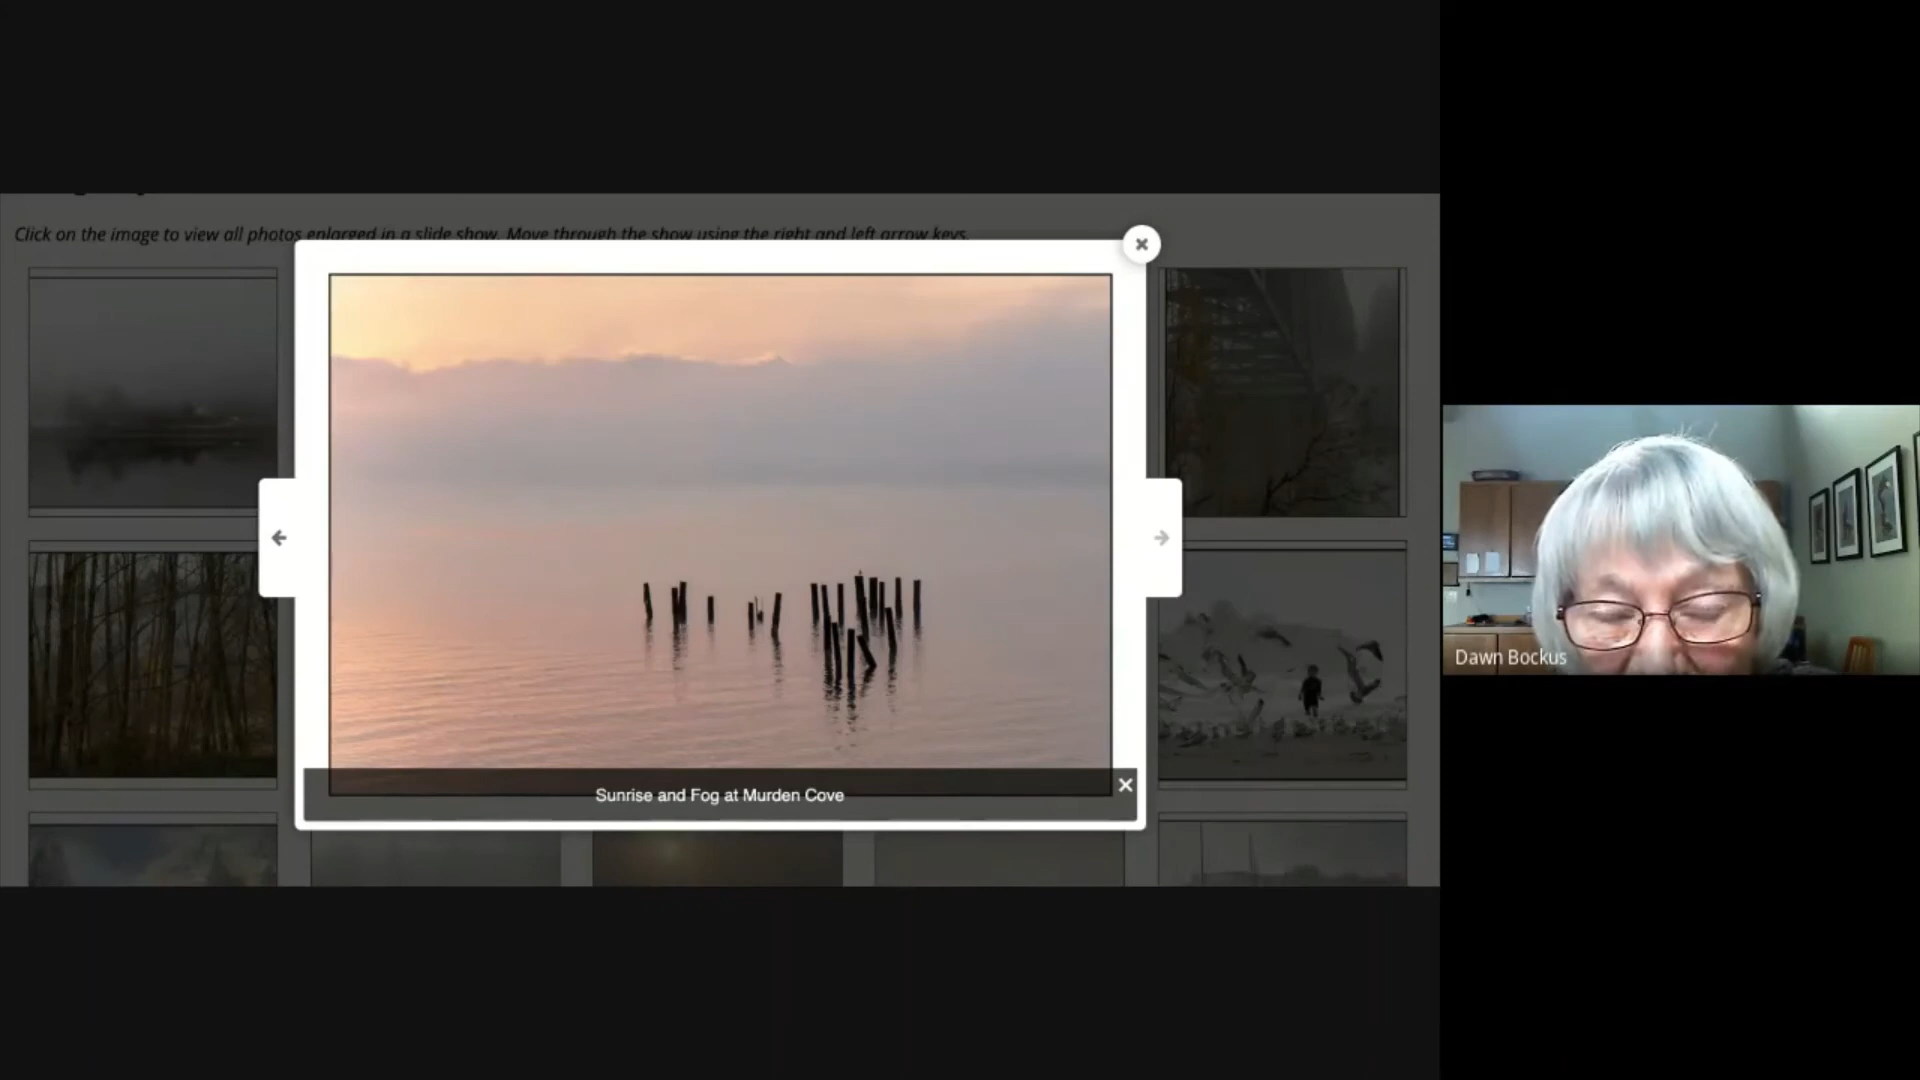 Click on the image to view all photos enlarged in a slide show. Move through the show using the right and left arrow keys.
Sunrise and Fog at Murden Cove
Dawn Bockus